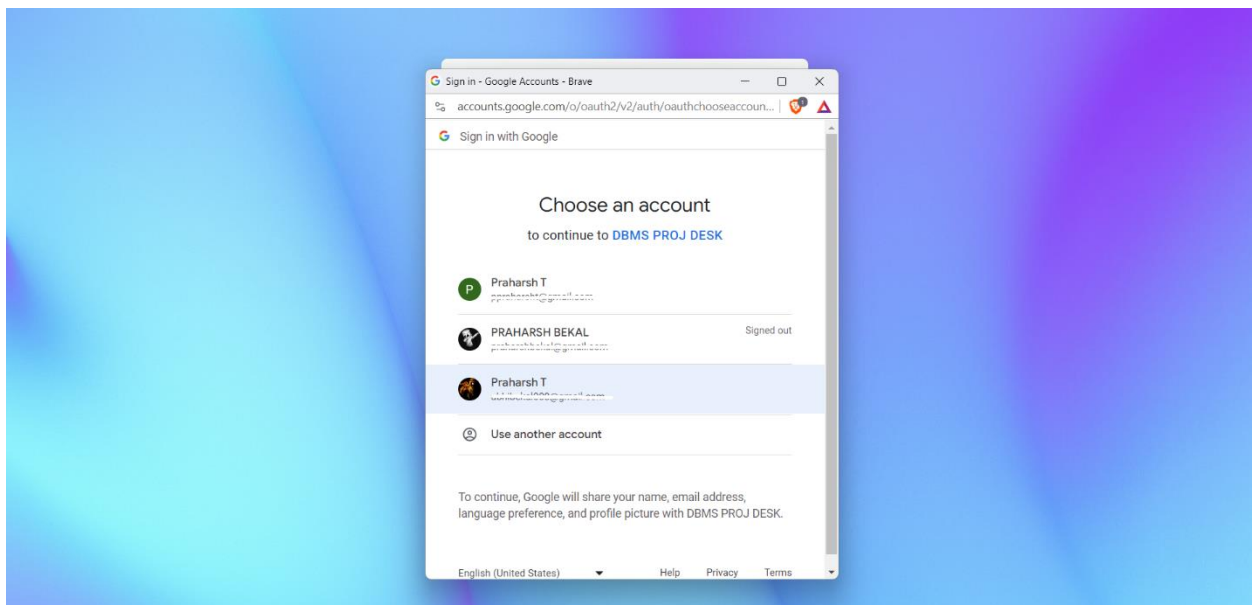 Sign in - Google Accounts - Brave
accounts.google.com/o/oauth2/v2/auth/oauthchooseaccoun...
Sign in with Google
Choose an account
to continue to DBMS PROJ DESK
P
Praharsh T
PRAHARSH BEKAL
Signed out
Praharsh T
Use another account
To continue, Google will share your name, email address,
language preference, and profile picture with DBMS PROJ DESK.
English (United States) Help Privacy Terms